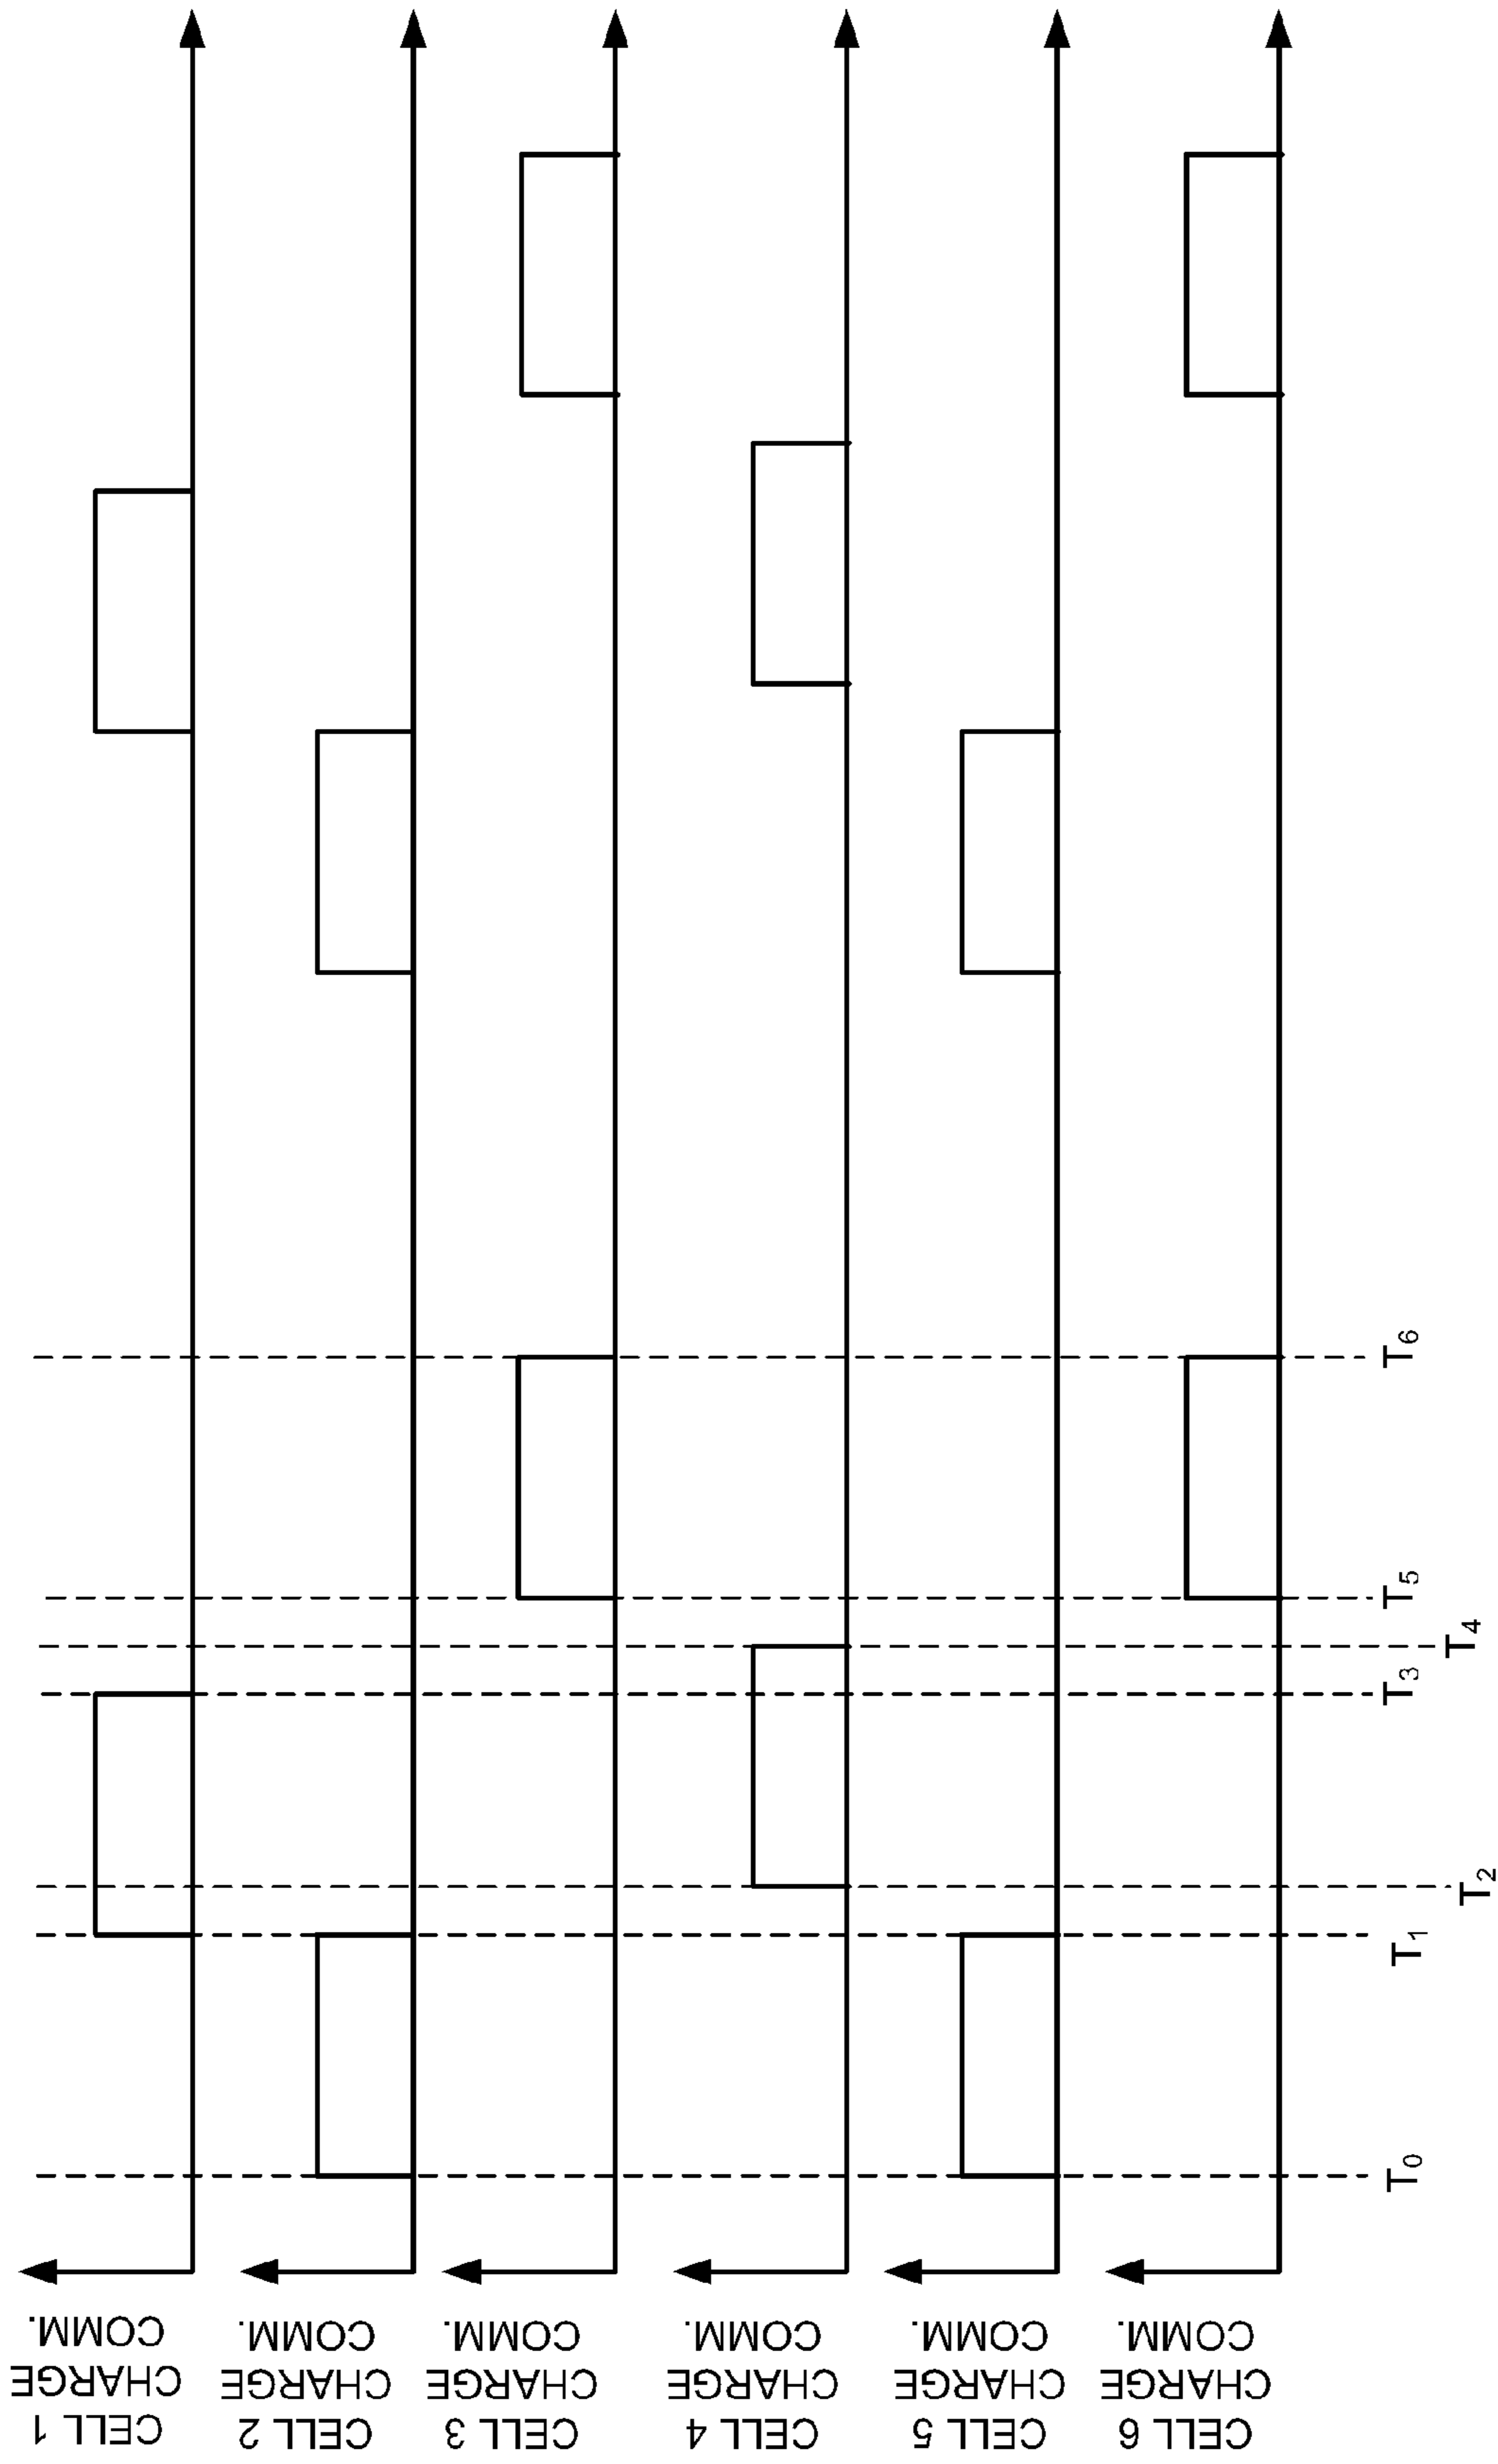 CELL 1
CHARGE
COMM.
CELL 2
CHARGE
COMM.
CELL 3
CHARGE
COMM.
CELL 4
CHARGE
COMM.
CELL 5
CHARGE
COMM.
CELL 6
CHARGE
COMM.
T0
T1
T2
T3
T4
T5
T6